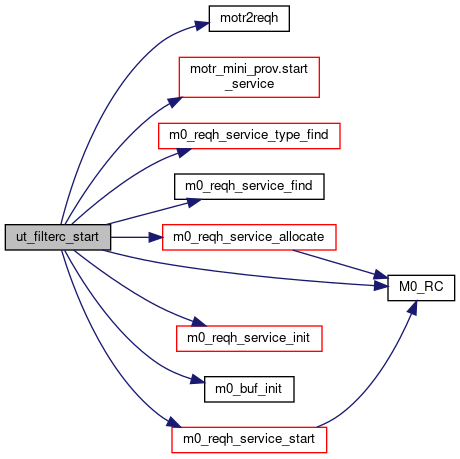 motr2reqh
motr_mini_prov.start
_service
m0_reqh_service_type_find
m0_reqh_service_find
ut_filterc_start
m0_reqh_service_allocate
M0_RC
m0_reqh_service_init
m0_buf_init
m0_reqh_service_start